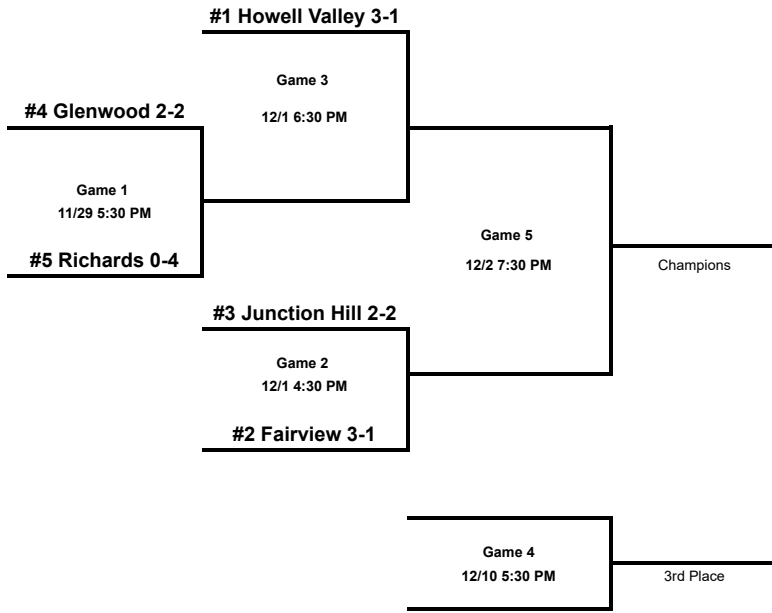 #1 Howell Valley 3-1
Game 3
12/1 6:30 PM
#4 Glenwood 2-2
Game 1
11/29 5:30 PM
#5 Richards 0-4
Game 5
12/2 7:30 PM
Champions
#3 Junction Hill 2-2
Game 2
12/1 4:30 PM
#2 Fairview 3-1
Game 4
12/10 5:30 PM
3rd Place